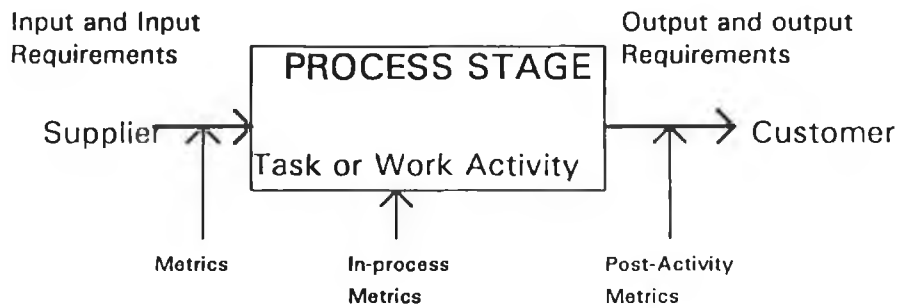 Input and Input
Requirements
Output and output
Requirements
PROCESS STAGE
Supplier
Customer
Task or Work Activity
Metrics
In-process
Metrics
Post-Activity
Metrics